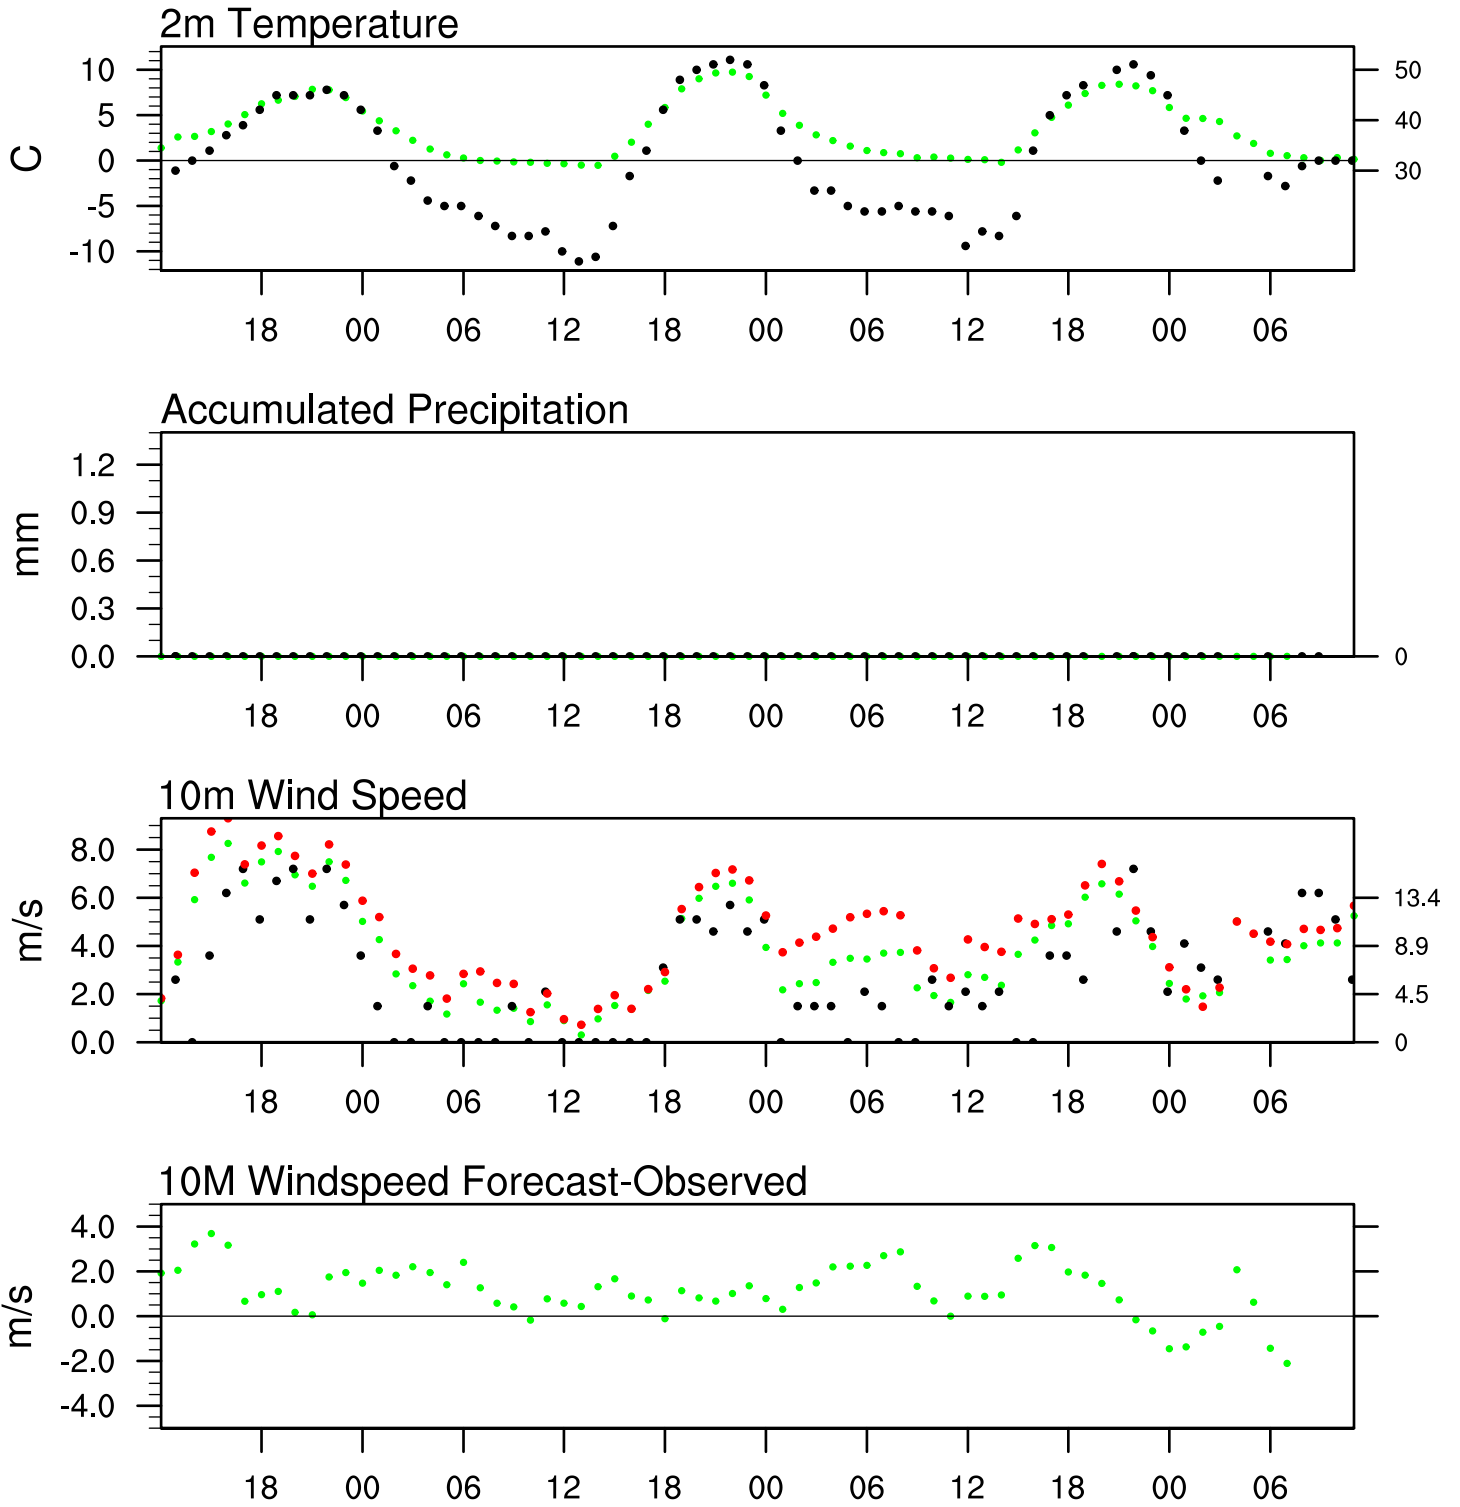 2m Temperature
10
5
0
-5
-10
C
50
40
30
18 00 06 12 18 00 06 12 18 00 06
Accumulated Precipitation
1.2
0.9
0.6
0.3
0.0
mm
0
18 00 06 12 18 00 06 12 18 00 06
10m Wind Speed
8.0
6.0
4.0
2.0
0.0
m/s
13.4
8.9
4.5
0
18 00 06 12 18 00 06 12 18 00 06
10M Windspeed Forecast-Observed
4.0
2.0
0.0
-2.0
-4.0
m/s
18 00 06 12 18 00 06 12 18 00 06